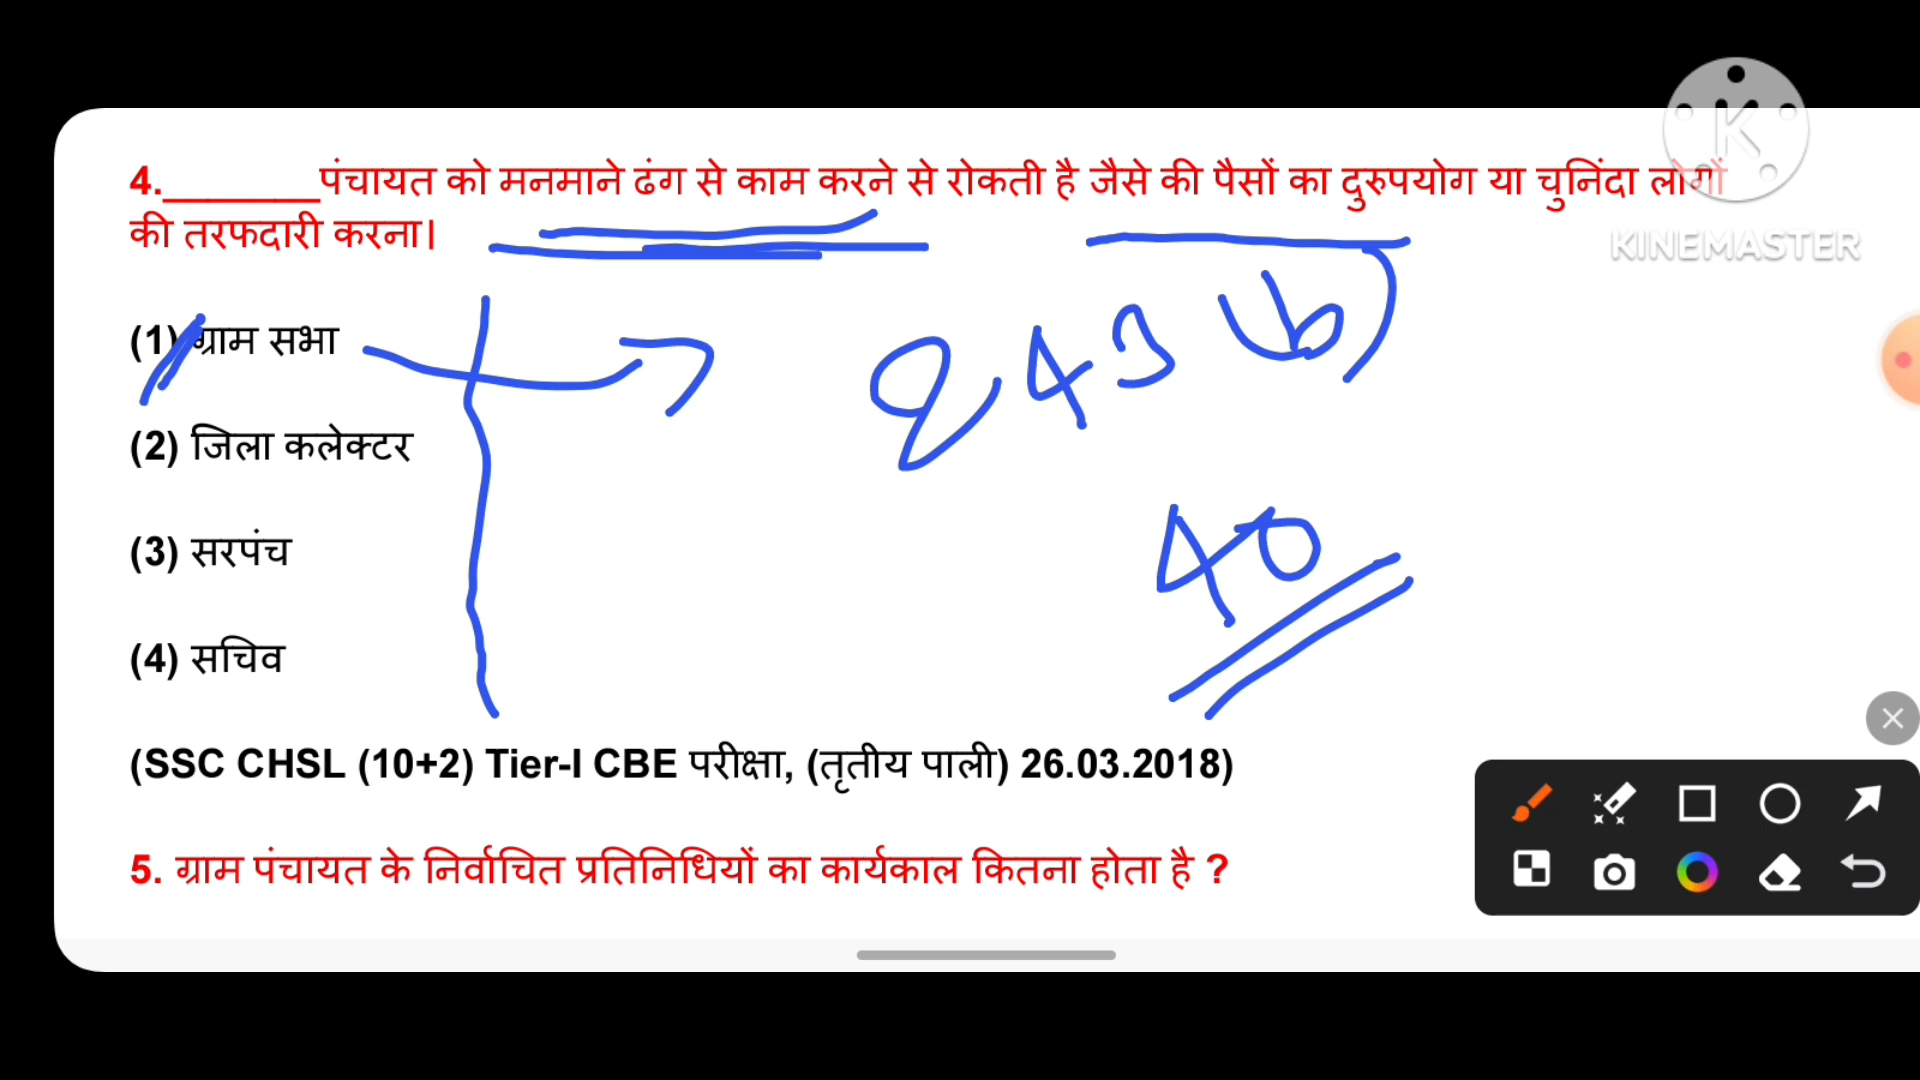 4._______पंचायत को मनमाने ढंग से काम करने से रोकती है जैसे की पैसों का दुरुपयोग या चुनिंदा लोगों
की तरफदारी करना।
KINEMASTER
(1) ग्राम सभा
243 (b)
(2) जिला कलेक्टर
(3) सरपंच
40
(4) सचिव
(SSC CHSL (10+2) Tier-I CBE परीक्षा, (तृतीय पाली) 26.03.2018)
5. ग्राम पंचायत के निर्वाचित प्रतिनिधियों का कार्यकाल कितना होता है ?